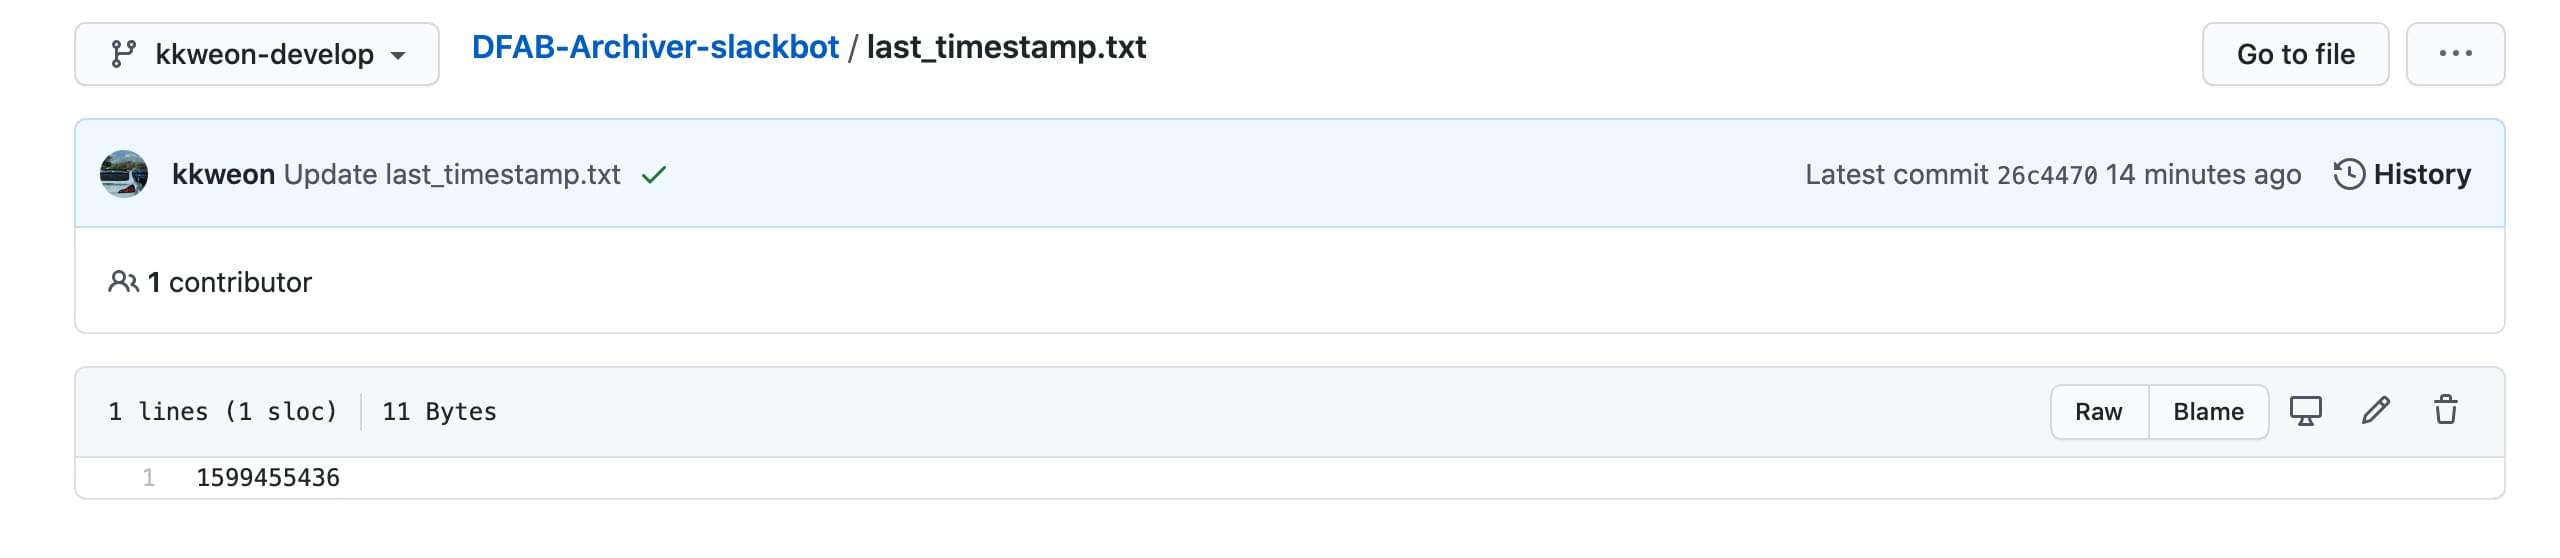 kkweon-develop DFAB-Archiver-slackbot / last_timestamp.txt Go to file ...
kkweon Update last_timestamp.txt Latest commit 26c4470 14 minutes ago History
1 contributor
1 lines (1 sloc) 11 Bytes Raw Blame
1 1599455436